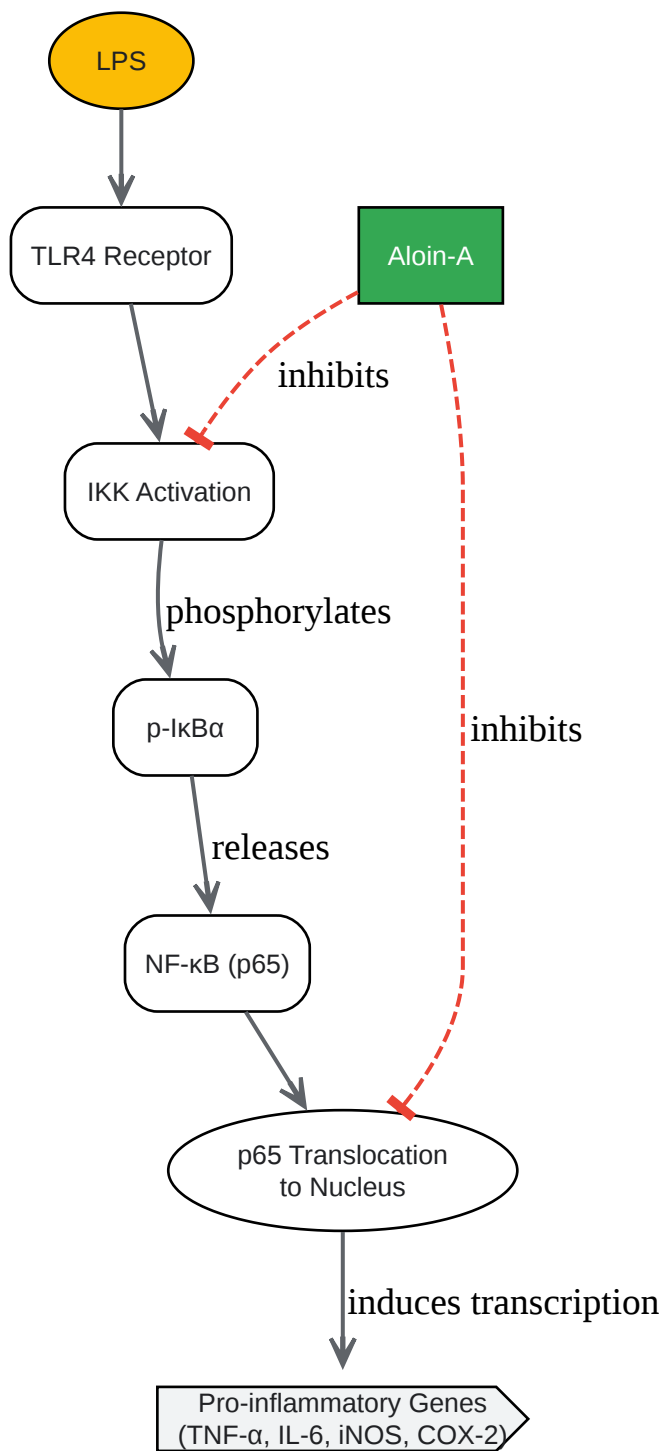 LPS
TLR4 Receptor
Aloin-A
inhibits
IKK Activation
phosphorylates
p-IκBα
inhibits
releases
NF-κB (p65)
p65 Translocation
to Nucleus
induces transcription
Pro-inflammatory Genes
(TNF-α, IL-6, iNOS, COX-2)